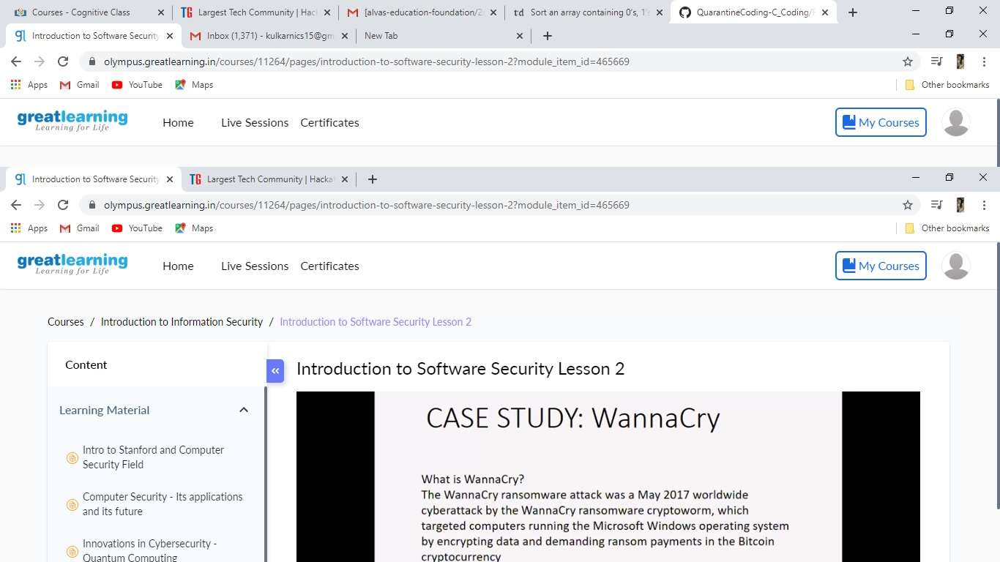 Courses - Cognitive Class
Largest Tech Community | Hack
[alvas-education-foundation/2
Sort an array containing 0's, 1's
QuarantineCoding-C_Coding/
Introduction to Software Security
Inbox (1,371) - kulkarnics15@gm
New Tab
olympus.greatlearning.in/courses/11264/pages/introduction-to-software-security-lesson-2?module_item_id=465669
Apps Gmail YouTube Maps Other bookmarks
greatlearning
Learning for Life
Home Live Sessions Certificates My Courses
Introduction to Software Security
Largest Tech Community | Hacka
olympus.greatlearning.in/courses/11264/pages/introduction-to-software-security-lesson-2?module_item_id=465669
Apps Gmail YouTube Maps Other bookmarks
greatlearning
Learning for Life
Home Live Sessions Certificates My Courses
Courses / Introduction to Information Security / Introduction to Software Security Lesson 2
Content
Learning Material
Intro to Stanford and Computer
Security Field
Computer Security - Its applications
and its future
Innovations in Cybersecurity -
Quantum Computing
Introduction to Software Security Lesson 2
CASE STUDY: WannaCry
What is WannaCry?
The WannaCry ransomware attack was a May 2017 worldwide
cyberattack by the WannaCry ransomware cryptoworm, which
targeted computers running the Microsoft Windows operating system
by encrypting data and demanding ransom payments in the Bitcoin
cryptocurrency